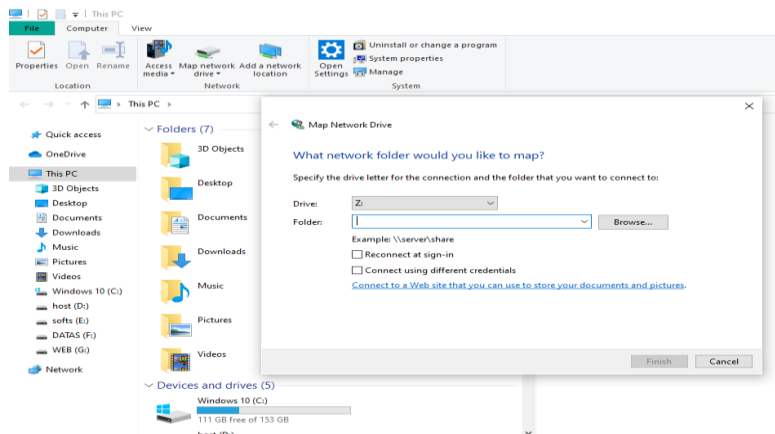 This PC
File Computer View
Properties Open Rename Access media Map network drive Add a network location Open Settings Uninstall or change a program
System properties
Manage
Location Network System
This PC
Quick access
OneDrive
This PC
3D Objects
Desktop
Documents
Downloads
Music
Pictures
Videos
Windows 10 (C:)
host (D:)
softs (E:)
DATAS (F:)
WEB (G:)
Network
Folders (7)
3D Objects
Desktop
Documents
Downloads
Music
Pictures
Videos
Devices and drives (5)
Windows 10 (C:)
111 GB free of 153 GB
Map Network Drive
What network folder would you like to map?
Specify the drive letter for the connection and the folder that you want to connect to:
Drive: Z:
Folder: Browse...
Example: \\server\share
Reconnect at sign-in
Connect using different credentials
Connect to a Web site that you can use to store your documents and pictures.
Finish Cancel